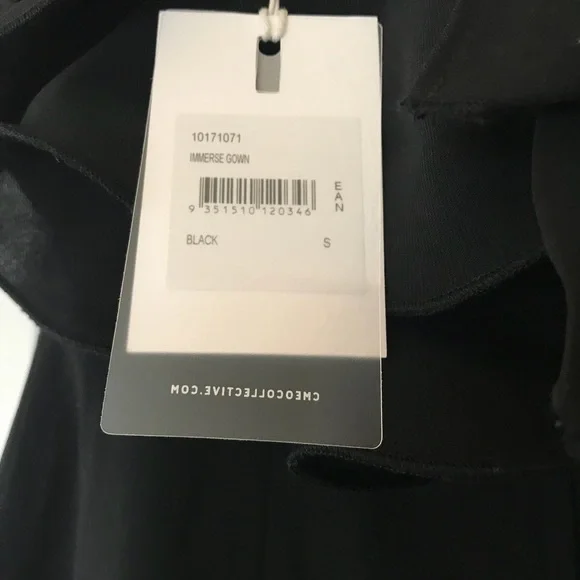 10171071
IMMERSE GOWN
EAN
9 351510 120346
BLACK S
CMEOCOLLECTIVE.COM